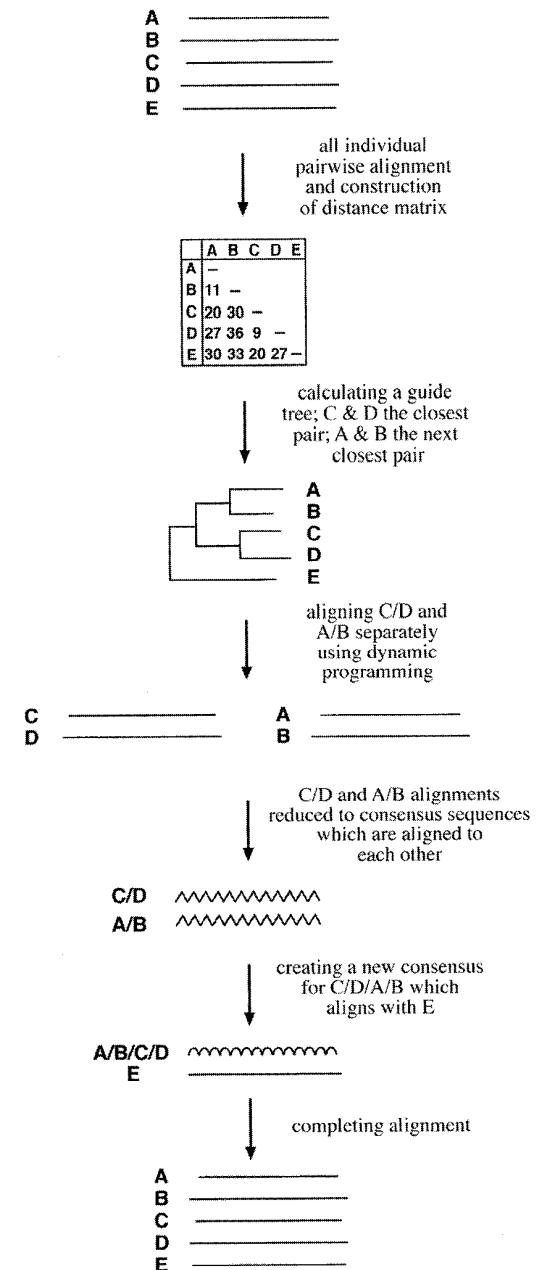 A
B
C
D
E
all individual
pairwise alignment
and construction
of distance matrix
A B C D E
A –
B 11 –
C 20 30 –
D 27 36 9 –
E 30 33 20 27 –
calculating a guide
tree; C & D the closest
pair; A & B the next
closest pair
A
B
C
D
E
aligning C/D and
A/B separately
using dynamic
programming
C
D
A
B
C/D and A/B alignments
reduced to consensus sequences
which are aligned to
each other
C/D
A/B
creating a new consensus
for C/D/A/B which
aligns with E
A/B/C/D
E
completing alignment
A
B
C
D
E